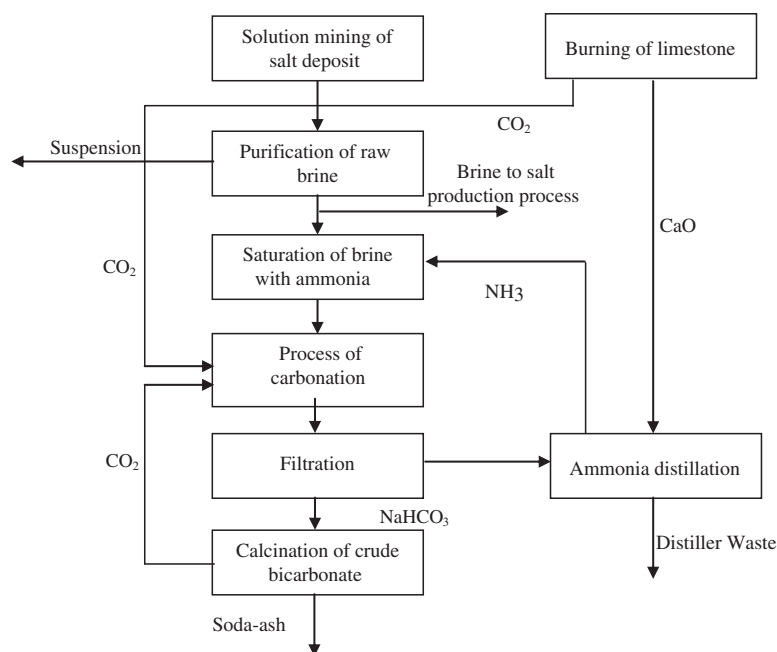 Solution mining of
salt deposit
Burning of limestone
CO₂
Suspension
Purification of raw
brine
Brine to salt
production process
CaO
CO₂
Saturation of brine
with ammonia
NH3
Process of
carbonation
CO₂
Filtration
Ammonia distillation
NaHCO₃
Calcination of crude
bicarbonate
Distiller Waste
Soda-ash